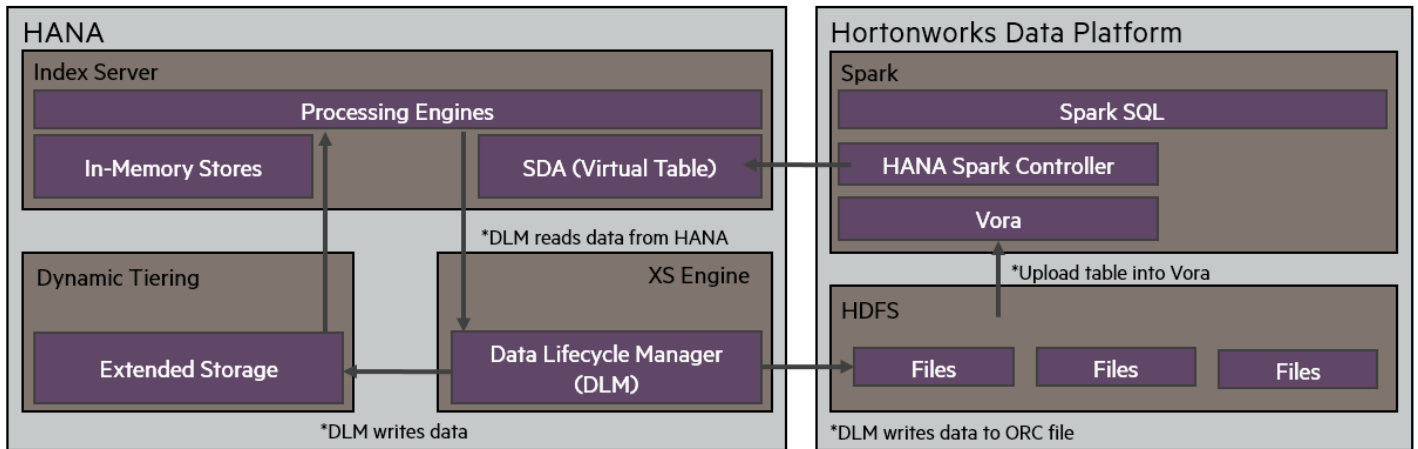 HANA
Index Server
Processing Engines
In-Memory Stores
SDA (Virtual Table)
*DLM reads data from HANA
Dynamic Tiering
Extended Storage
XS Engine
Data Lifecycle Manager
(DLM)
*DLM writes data
Hortonworks Data Platform
Spark
Spark SQL
HANA Spark Controller
Vora
*Upload table into Vora
HDFS
Files
Files
Files
*DLM writes data to ORC file